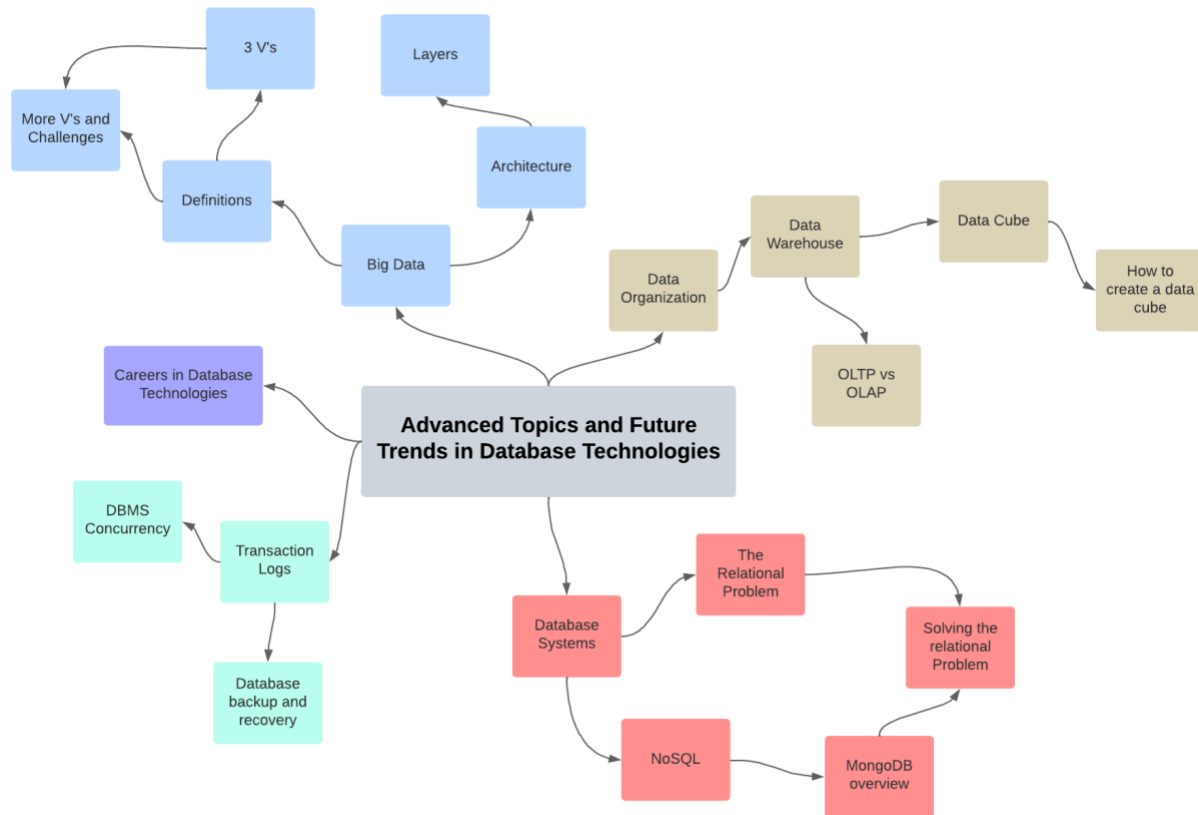 3 V's
Layers
More V's and
Challenges
Architecture
Definitions
Big Data
Data
Organization
Data
Warehouse
Data Cube
How to
create a data
cube
OLTP vs
OLAP
Careers in Database
Technologies
Advanced Topics and Future
Trends in Database Technologies
DBMS
Concurrency
Transaction
Logs
Database
backup and
recovery
The
Relational
Problem
Database
Systems
Solving the
relational
Problem
NoSQL
MongoDB
overview